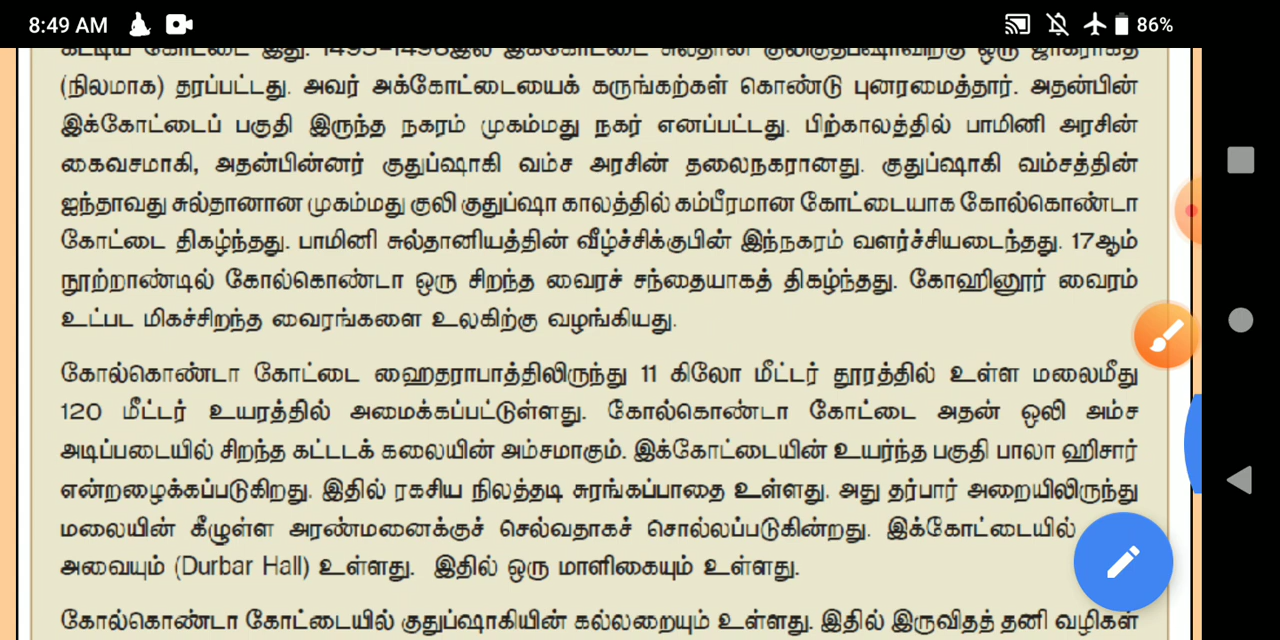 8:49 AM
86%
கட்டிய கோட்டை இது. 1495-1496இல் இக்கோட்டை சுல்தான் குலிகுதுப்ஷாவிற்கு ஒரு ஜாகீராகத்
(நிலமாக) தரப்பட்டது. அவர் அக்கோட்டையைக் கருங்கற்கள் கொண்டு புனரமைத்தார். அதன்பின்
இக்கோட்டைப் பகுதி இருந்த நகரம் முகம்மது நகர் எனப்பட்டது. பிற்காலத்தில் பாமினி அரசின்
கைவசமாகி, அதன்பின்னர் குதுப்ஷாகி வம்ச அரசின் தலைநகரானது. குதுப்ஷாகி வம்சத்தின்
ஐந்தாவது சுல்தானான முகம்மது குலி குதுப்ஷா காலத்தில் கம்பீரமான கோட்டையாக கோல்கொண்டா
கோட்டை திகழ்ந்தது. பாமினி சுல்தானியத்தின் வீழ்ச்சிக்குபின் இந்நகரம் வளர்ச்சியடைந்தது. 17ஆம்
நூற்றாண்டில் கோல்கொண்டா ஒரு சிறந்த வைரச் சந்தையாகத் திகழ்ந்தது. கோஹினூர் வைரம்
உட்பட மிகச்சிறந்த வைரங்களை உலகிற்கு வழங்கியது.
கோல்கொண்டா கோட்டை ஹைதராபாத்திலிருந்து 11 கிலோ மீட்டர் தூரத்தில் உள்ள மலைமீது
120 மீட்டர் உயரத்தில் அமைக்கப்பட்டுள்ளது. கோல்கொண்டா கோட்டை அதன் ஒலி அம்ச
அடிப்படையில் சிறந்த கட்டடக் கலையின் அம்சமாகும். இக்கோட்டையின் உயர்ந்த பகுதி பாலா ஹிசார்
என்றழைக்கப்படுகிறது. இதில் ரகசிய நிலத்தடி சுரங்கப்பாதை உள்ளது. அது தர்பார் அறையிலிருந்து
மலையின் கீழுள்ள அரண்மனைக்குச் செல்வதாகச் சொல்லப்படுகின்றது. இக்கோட்டையில்
அவையும் (Durbar Hall) உள்ளது. இதில் ஒரு மாளிகையும் உள்ளது.
கோல்கொண்டா கோட்டையில் குதுப்ஷாகியின் கல்லறையும் உள்ளது. இதில் இருவிதத் தனி வழிகள்